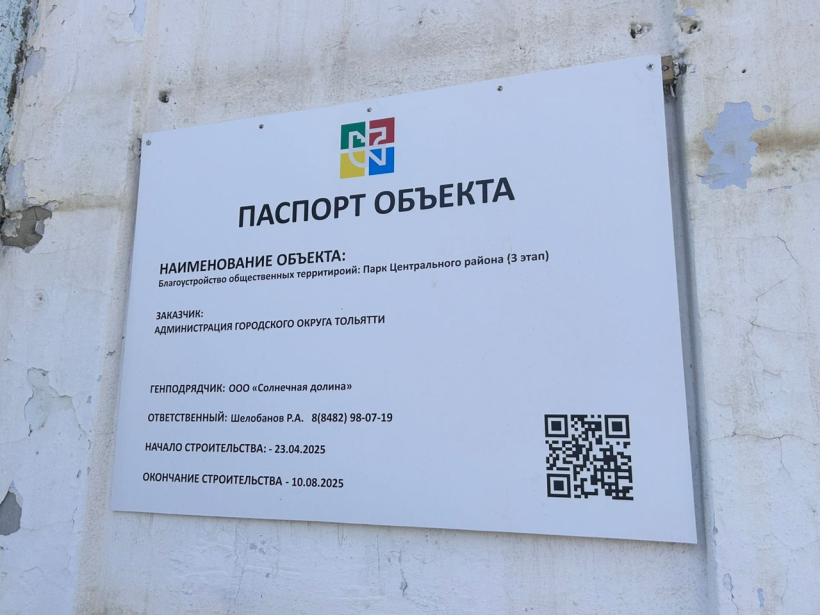 ПАСПОРТ ОБЪЕКТА
НАИМЕНОВАНИЕ ОБЪЕКТА:
Благоустройство общественных территироий: Парк Центрального района (3 этап)
ЗАКАЗЧИК:
АДМИНИСТРАЦИЯ ГОРОДСКОГО ОКРУГА ТОЛЬЯТТИ
ГЕНПОДРЯДЧИК: ООО «Солнечная долина»
ОТВЕТСТВЕННЫЙ: Шелобанов Р.А. 8(8482) 98-07-19
НАЧАЛО СТРОИТЕЛЬСТВА: - 23.04.2025
ОКОНЧАНИЕ СТРОИТЕЛЬСТВА - 10.08.2025